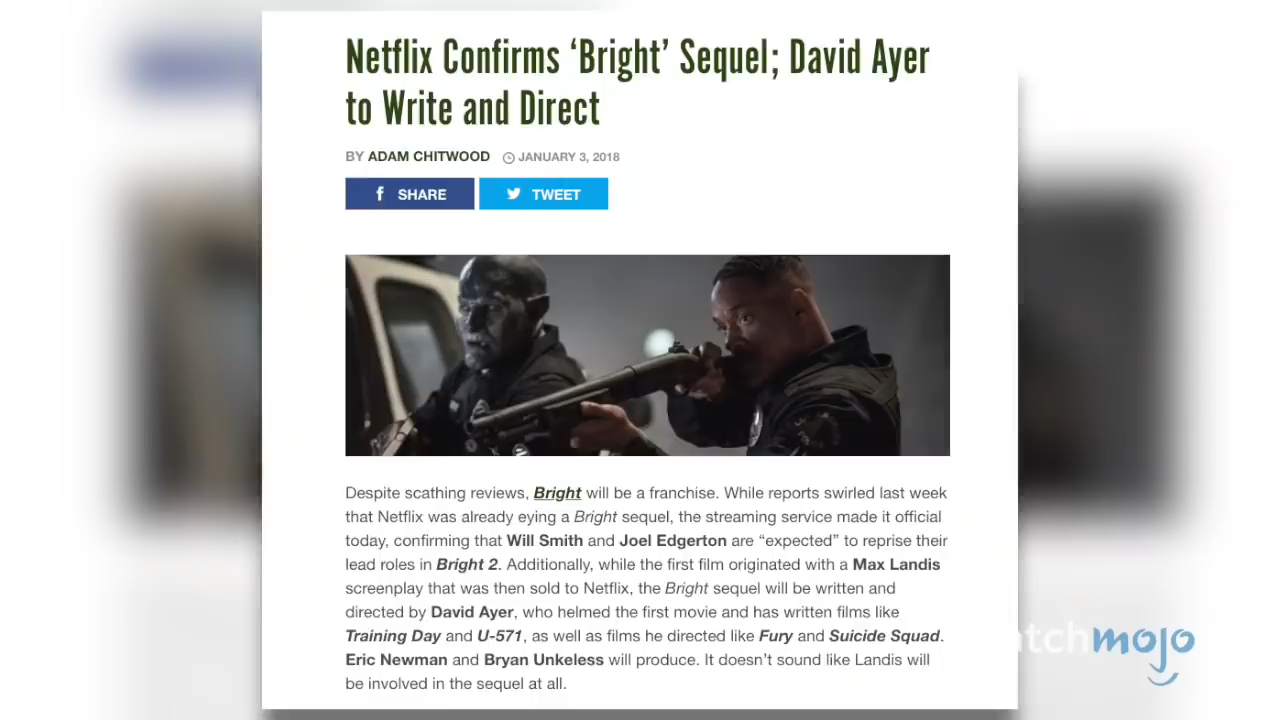 Netflix Confirms ‘Bright’ Sequel; David Ayer
to Write and Direct
BY ADAM CHITWOOD JANUARY 3, 2018
f SHARE TWEET
Despite scathing reviews, Bright will be a franchise. While reports swirled last week
that Netflix was already eying a Bright sequel, the streaming service made it official
today, confirming that Will Smith and Joel Edgerton are “expected” to reprise their
lead roles in Bright 2. Additionally, while the first film originated with a Max Landis
screenplay that was then sold to Netflix, the Bright sequel will be written and
directed by David Ayer, who helmed the first movie and has written films like
Training Day and U-571, as well as films he directed like Fury and Suicide Squad.
Eric Newman and Bryan Unkeless will produce. It doesn’t sound like Landis will
be involved in the sequel at all.
tchmojo